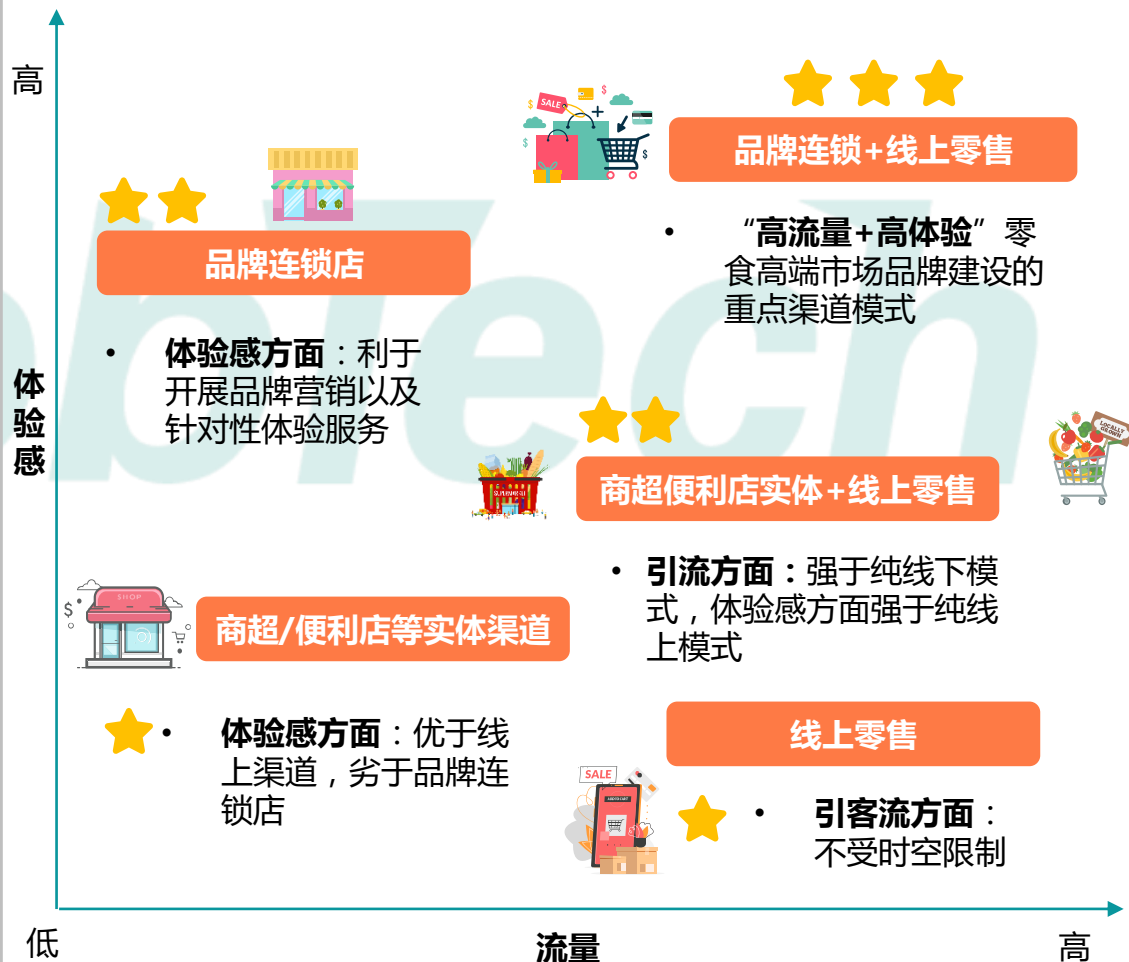 高
品牌连锁+线上零售
“高流量+高体验”零
食高端市场品牌建设的
重点渠道模式
品牌连锁店
体验感方面：利于
开展品牌营销以及
针对性体验服务
体
验
感
商超便利店实体+线上零售
引流方面：强于纯线下模
式，体验感方面强于纯线
上模式
商超/便利店等实体渠道
体验感方面：优于线
上渠道，劣于品牌连
锁店
线上零售
引客流方面：
不受时空限制
低
流量
高
SALE
SUPERMARKET
LOCALLY
GROWN
SHOP
SALE
bTech